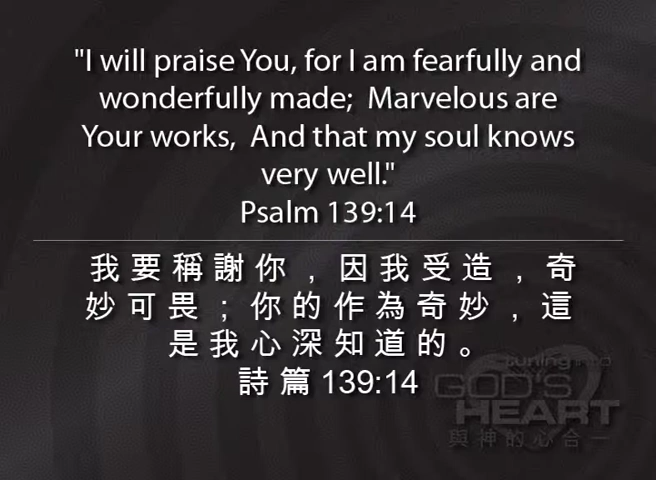 "I will praise You, for I am fearfully and
wonderfully made;  Marvelous are
Your works,  And that my soul knows
very well."
Psalm 139:14
我要稱謝你，因我受造，奇
妙可畏；你的作為奇妙，這
是我心深知道的。
詩篇 139:14
tuning into
GOD'S
HEART
與神的心合一